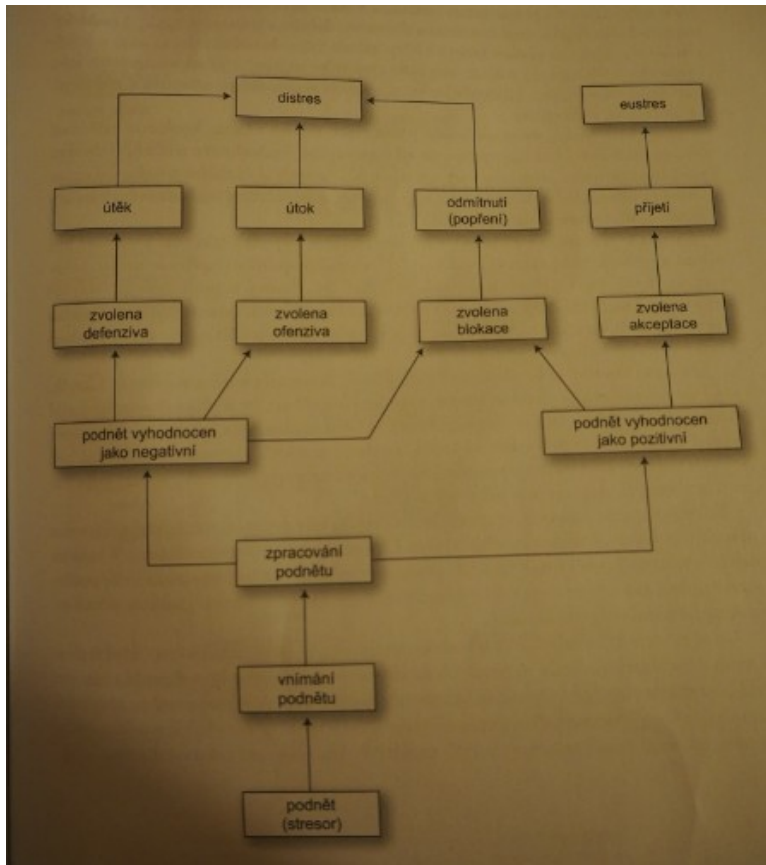 distres
eustres
útěk
útok
odmítnutí
(popření)
přijetí
zvolena
defenziva
zvolena
ofenziva
zvolena
blokace
zvolena
akceptace
podnět vyhodnocen
jako negativní
podnět vyhodnocen
jako pozitivní
zpracování
podnětu
vnímání
podnětu
podnět
(stresor)